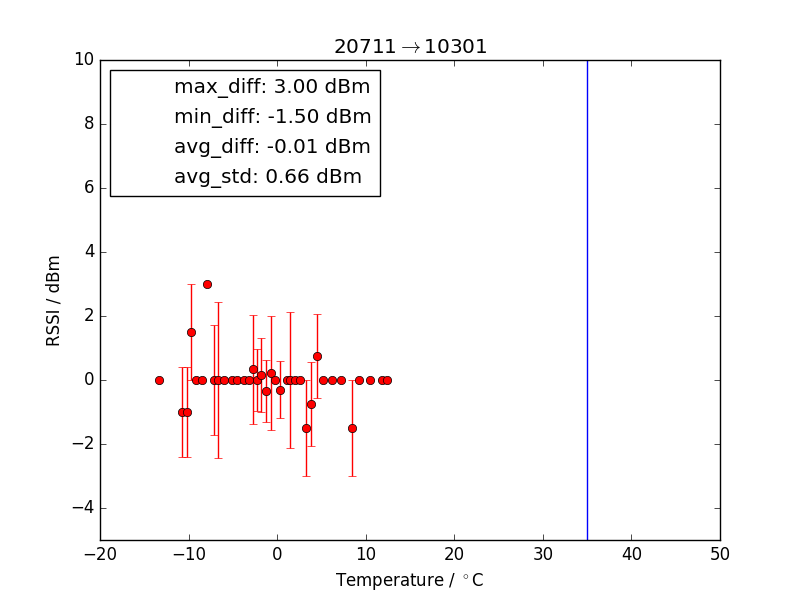 20711→10301
max_diff: 3.00 dBm
min_diff: -1.50 dBm
avg_diff: -0.01 dBm
avg_std: 0.66 dBm
RSSI / dBm
10
8
6
4
2
0
−2
−4
−20 −10 0 10 20 30 40 50
Temperature / °C